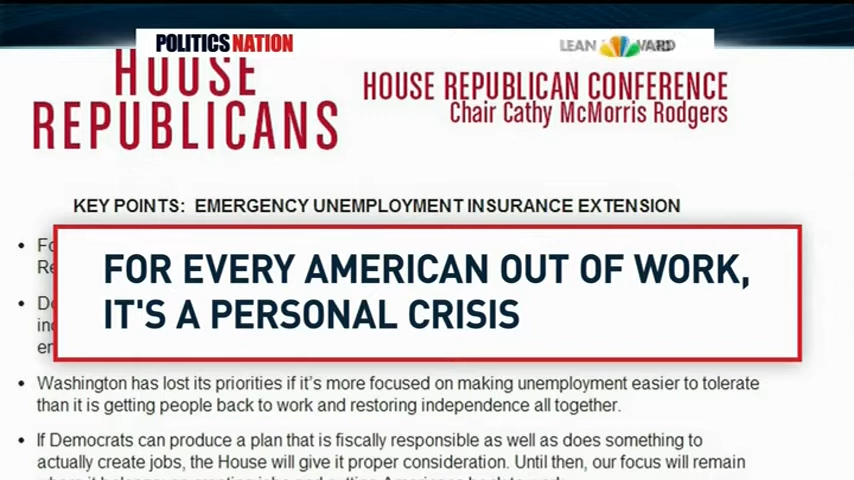 POLITICS NATION
LEAN
HOUSE
REPUBLICANS
HOUSE REPUBLICAN CONFERENCE
Chair Cathy McMorris Rodgers
KEY POINTS: EMERGENCY UNEMPLOYMENT INSURANCE EXTENSION
FOR EVERY AMERICAN OUT OF WORK,
IT'S A PERSONAL CRISIS
• Washington has lost its priorities if it's more focused on making unemployment easier to tolerate
than it is getting people back to work and restoring independence all together.
• If Democrats can produce a plan that is fiscally responsible as well as does something to
actually create jobs, the House will give it proper consideration. Until then, our focus will remain